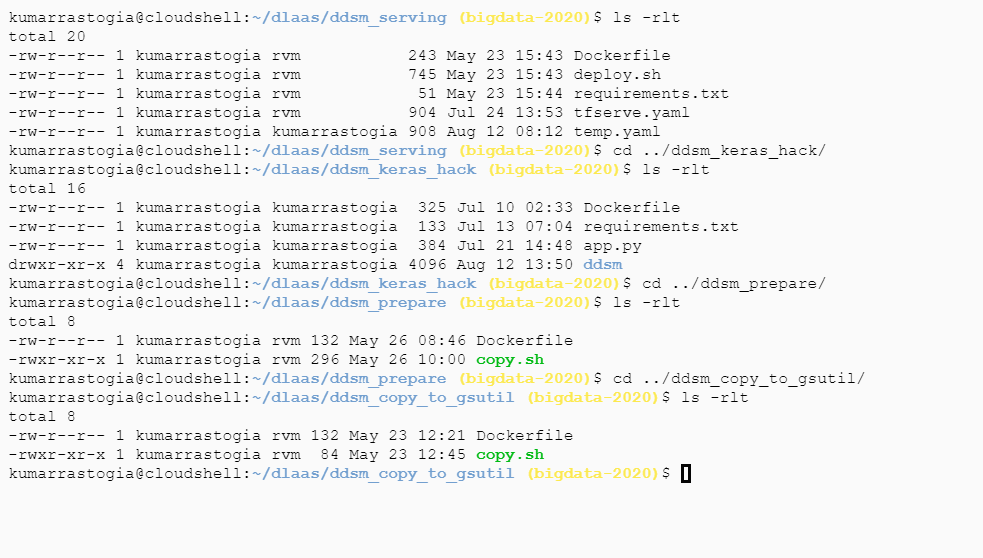 kumarrastogia@cloudshell:~/dlaas/ddsm_serving (bigdata-2020)$ ls -rlt
total 20
-rw-r--r-- 1 kumarrastogia rvm           243 May 23 15:43 Dockerfile
-rw-r--r-- 1 kumarrastogia rvm           745 May 23 15:43 deploy.sh
-rw-r--r-- 1 kumarrastogia rvm            51 May 23 15:44 requirements.txt
-rw-r--r-- 1 kumarrastogia rvm           904 Jul 24 13:53 tfserve.yaml
-rw-r--r-- 1 kumarrastogia kumarrastogia 908 Aug 12 08:12 temp.yaml
kumarrastogia@cloudshell:~/dlaas/ddsm_serving (bigdata-2020)$ cd ../ddsm_keras_hack/
kumarrastogia@cloudshell:~/dlaas/ddsm_keras_hack (bigdata-2020)$ ls -rlt
total 16
-rw-r--r-- 1 kumarrastogia kumarrastogia  325 Jul 10 02:33 Dockerfile
-rw-r--r-- 1 kumarrastogia kumarrastogia  133 Jul 13 07:04 requirements.txt
-rw-r--r-- 1 kumarrastogia kumarrastogia  384 Jul 21 14:48 app.py
drwxr-xr-x 4 kumarrastogia kumarrastogia 4096 Aug 12 13:50 ddsm
kumarrastogia@cloudshell:~/dlaas/ddsm_keras_hack (bigdata-2020)$ cd ../ddsm_prepare/
kumarrastogia@cloudshell:~/dlaas/ddsm_prepare (bigdata-2020)$ ls -rlt
total 8
-rw-r--r-- 1 kumarrastogia rvm 132 May 26 08:46 Dockerfile
-rwxr-xr-x 1 kumarrastogia rvm 296 May 26 10:00 copy.sh
kumarrastogia@cloudshell:~/dlaas/ddsm_prepare (bigdata-2020)$ cd ../ddsm_copy_to_gsutil/
kumarrastogia@cloudshell:~/dlaas/ddsm_copy_to_gsutil (bigdata-2020)$ ls -rlt
total 8
-rw-r--r-- 1 kumarrastogia rvm 132 May 23 12:21 Dockerfile
-rwxr-xr-x 1 kumarrastogia rvm  84 May 23 12:45 copy.sh
kumarrastogia@cloudshell:~/dlaas/ddsm_copy_to_gsutil (bigdata-2020)$